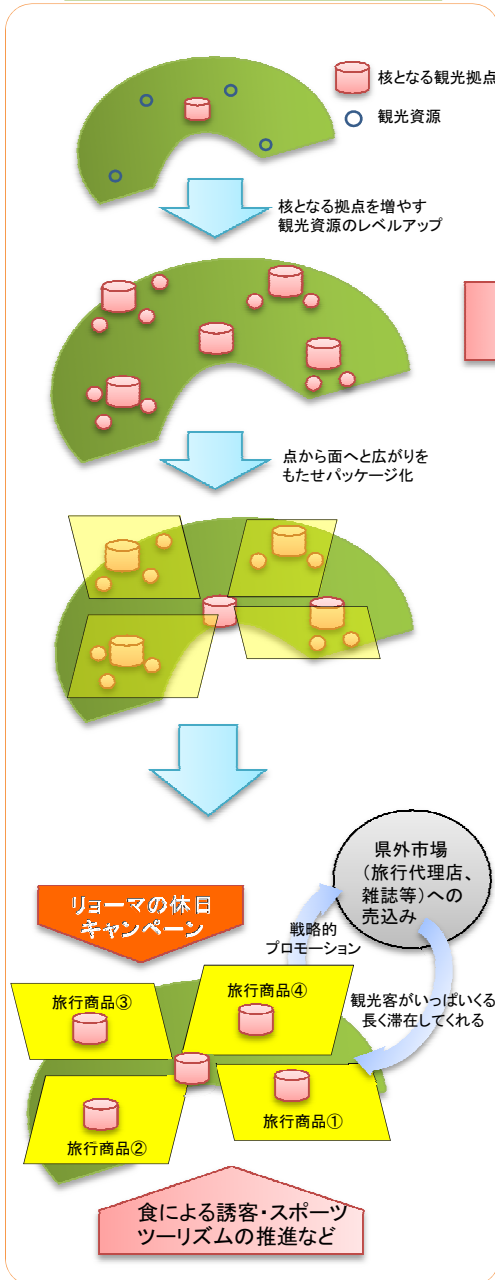 核となる観光拠点
観光資源
核となる拠点を増やす
観光資源のレベルアップ
点から面へと広がりを
もたせパッケージ化
県外市場
（旅行代理店、
雑誌等）への
売込み
リョーマの休日
キャンペーン
戦略的
プロモーション
観光客がいっぱいくる
長く滞在してくれる
旅行商品③
旅行商品④
旅行商品②
旅行商品①
食による誘客・スポーツ
ツーリズムの推進など